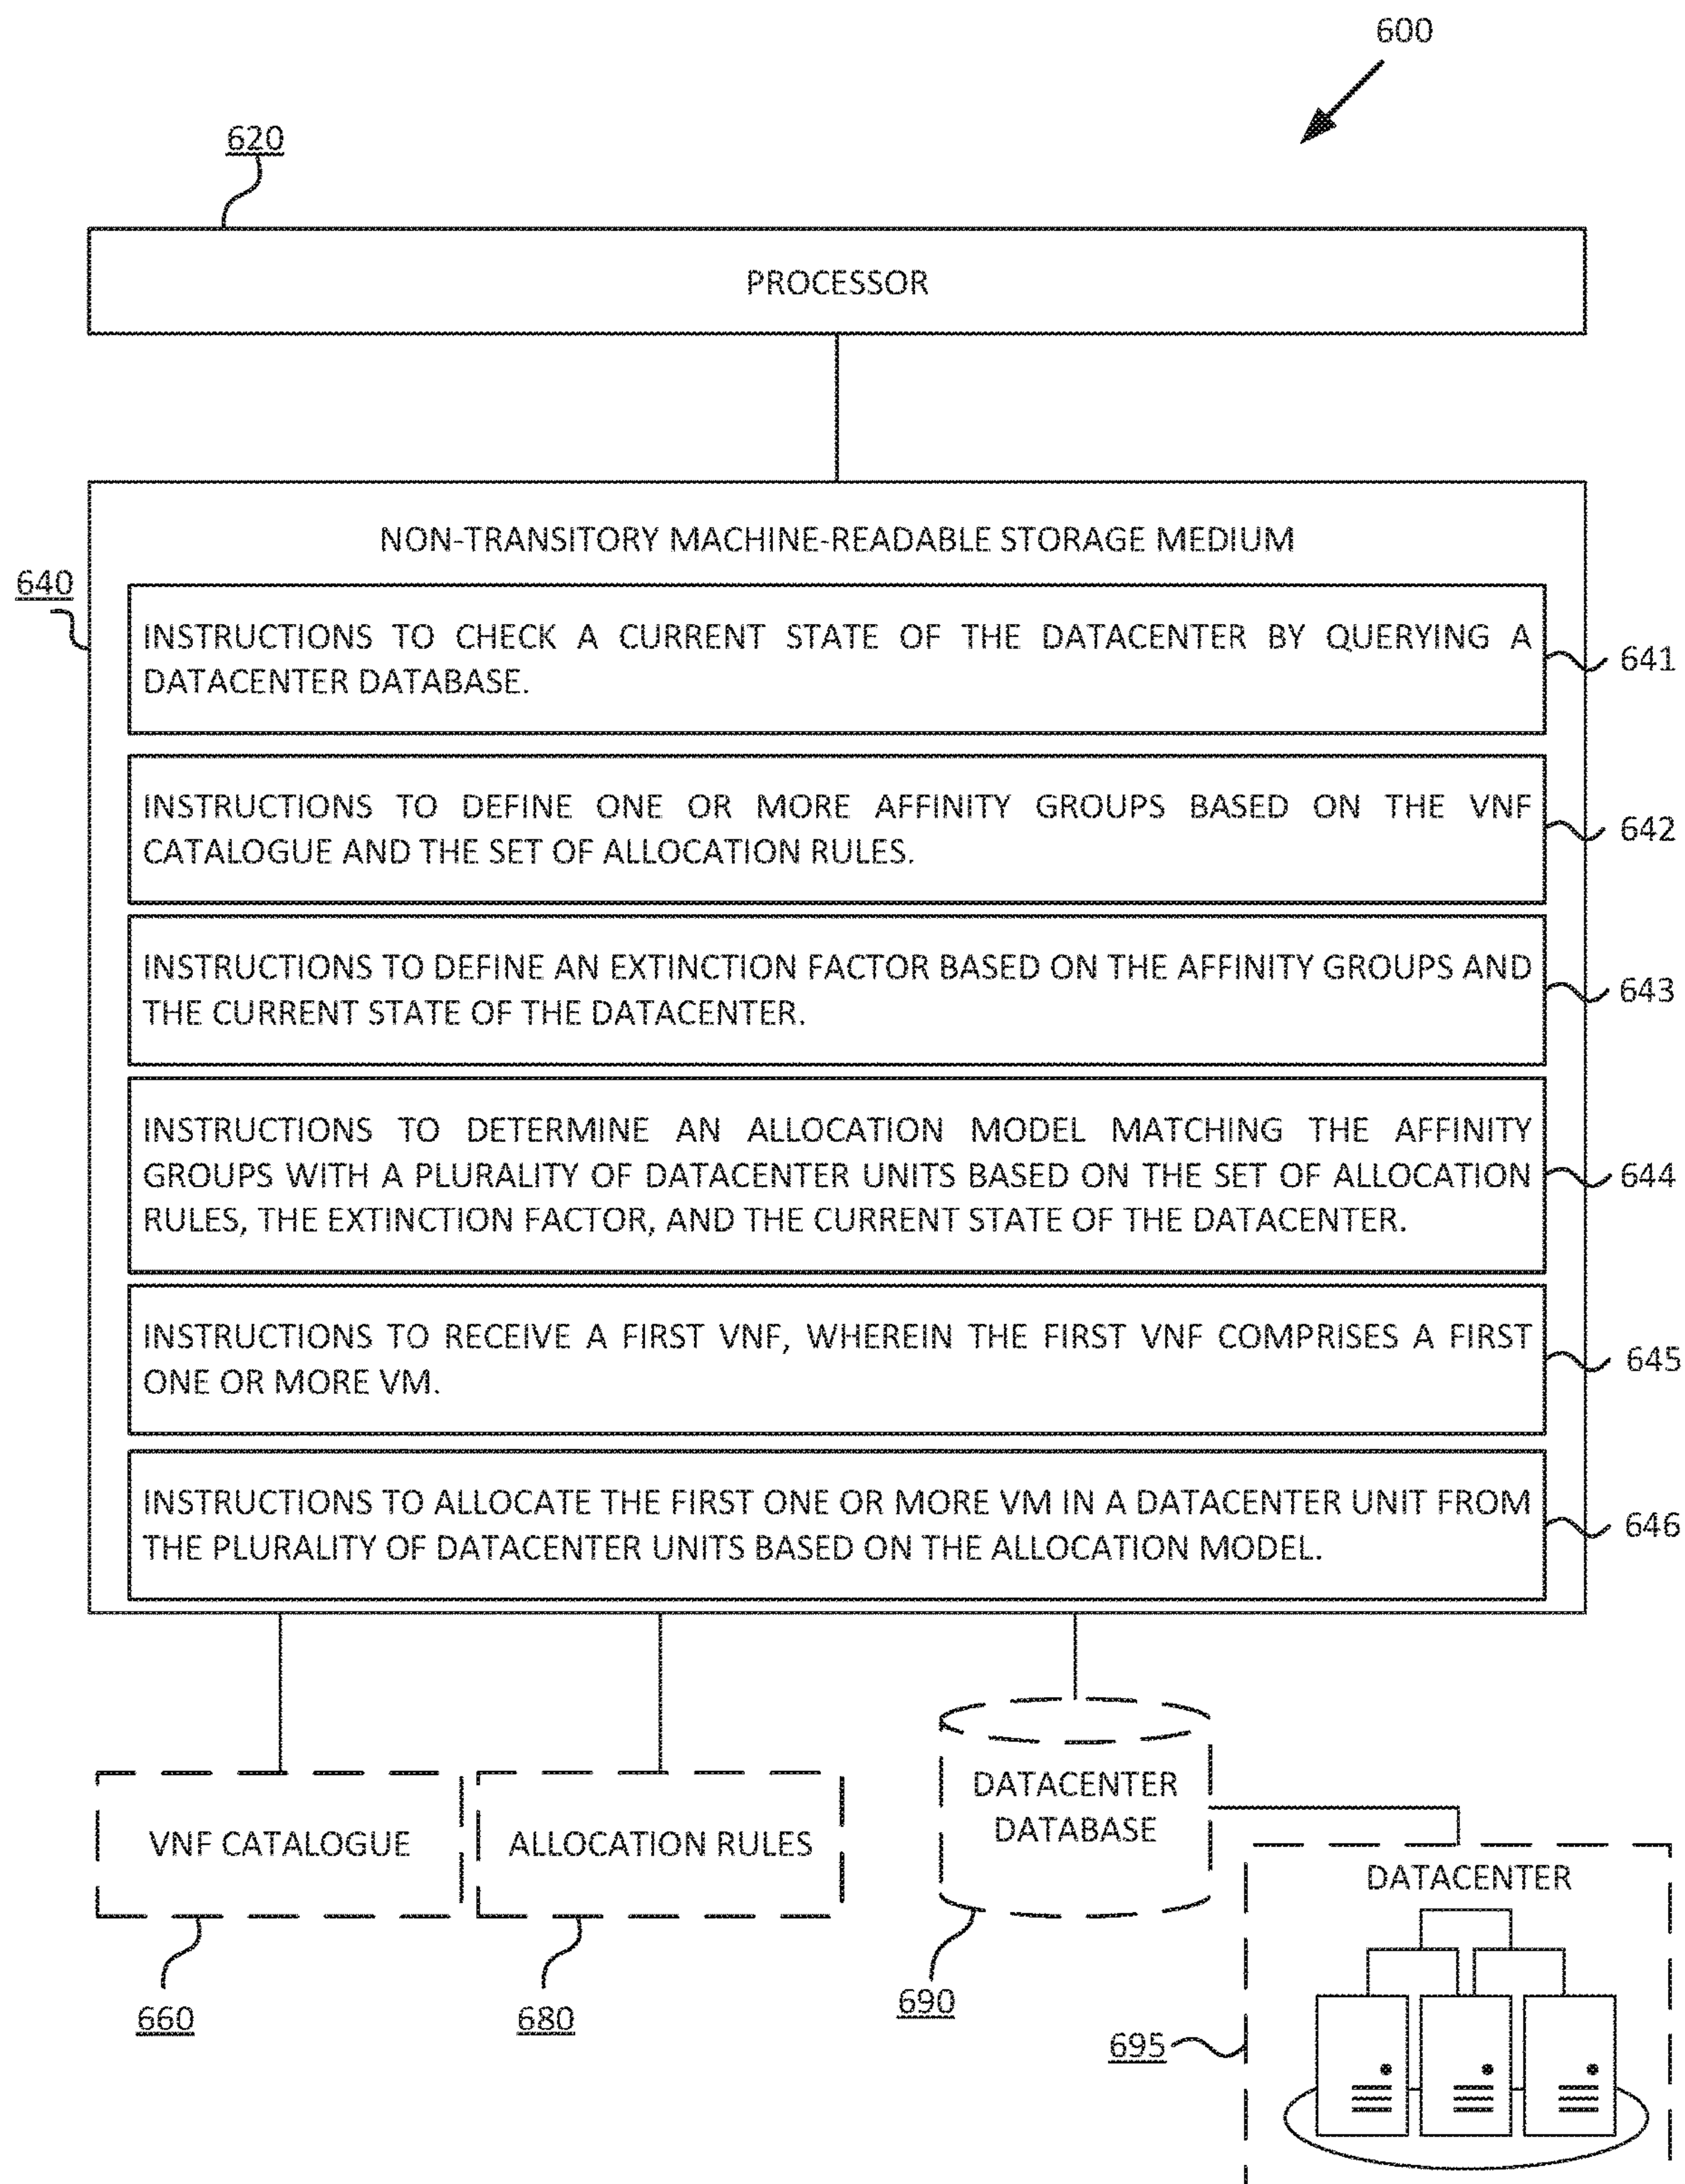 600
620
PROCESSOR
NON-TRANSITORY MACHINE-READABLE STORAGE MEDIUM
640
INSTRUCTIONS TO CHECK A CURRENT STATE OF THE DATACENTER BY QUERYING A
DATACENTER DATABASE.
641
INSTRUCTIONS TO DEFINE ONE OR MORE AFFINITY GROUPS BASED ON THE VNF
CATALOGUE AND THE SET OF ALLOCATION RULES.
642
INSTRUCTIONS TO DEFINE AN EXTINCTION FACTOR BASED ON THE AFFINITY GROUPS AND
THE CURRENT STATE OF THE DATACENTER.
643
INSTRUCTIONS TO DETERMINE AN ALLOCATION MODEL MATCHING THE AFFINITY
GROUPS WITH A PLURALITY OF DATACENTER UNITS BASED ON THE SET OF ALLOCATION
RULES, THE EXTINCTION FACTOR, AND THE CURRENT STATE OF THE DATACENTER.
644
INSTRUCTIONS TO RECEIVE A FIRST VNF, WHEREIN THE FIRST VNF COMPRISES A FIRST
ONE OR MORE VM.
645
INSTRUCTIONS TO ALLOCATE THE FIRST ONE OR MORE VM IN A DATACENTER UNIT FROM
THE PLURALITY OF DATACENTER UNITS BASED ON THE ALLOCATION MODEL.
646
VNF CATALOGUE
660
ALLOCATION RULES
680
DATACENTER
DATABASE
690
DATACENTER
695